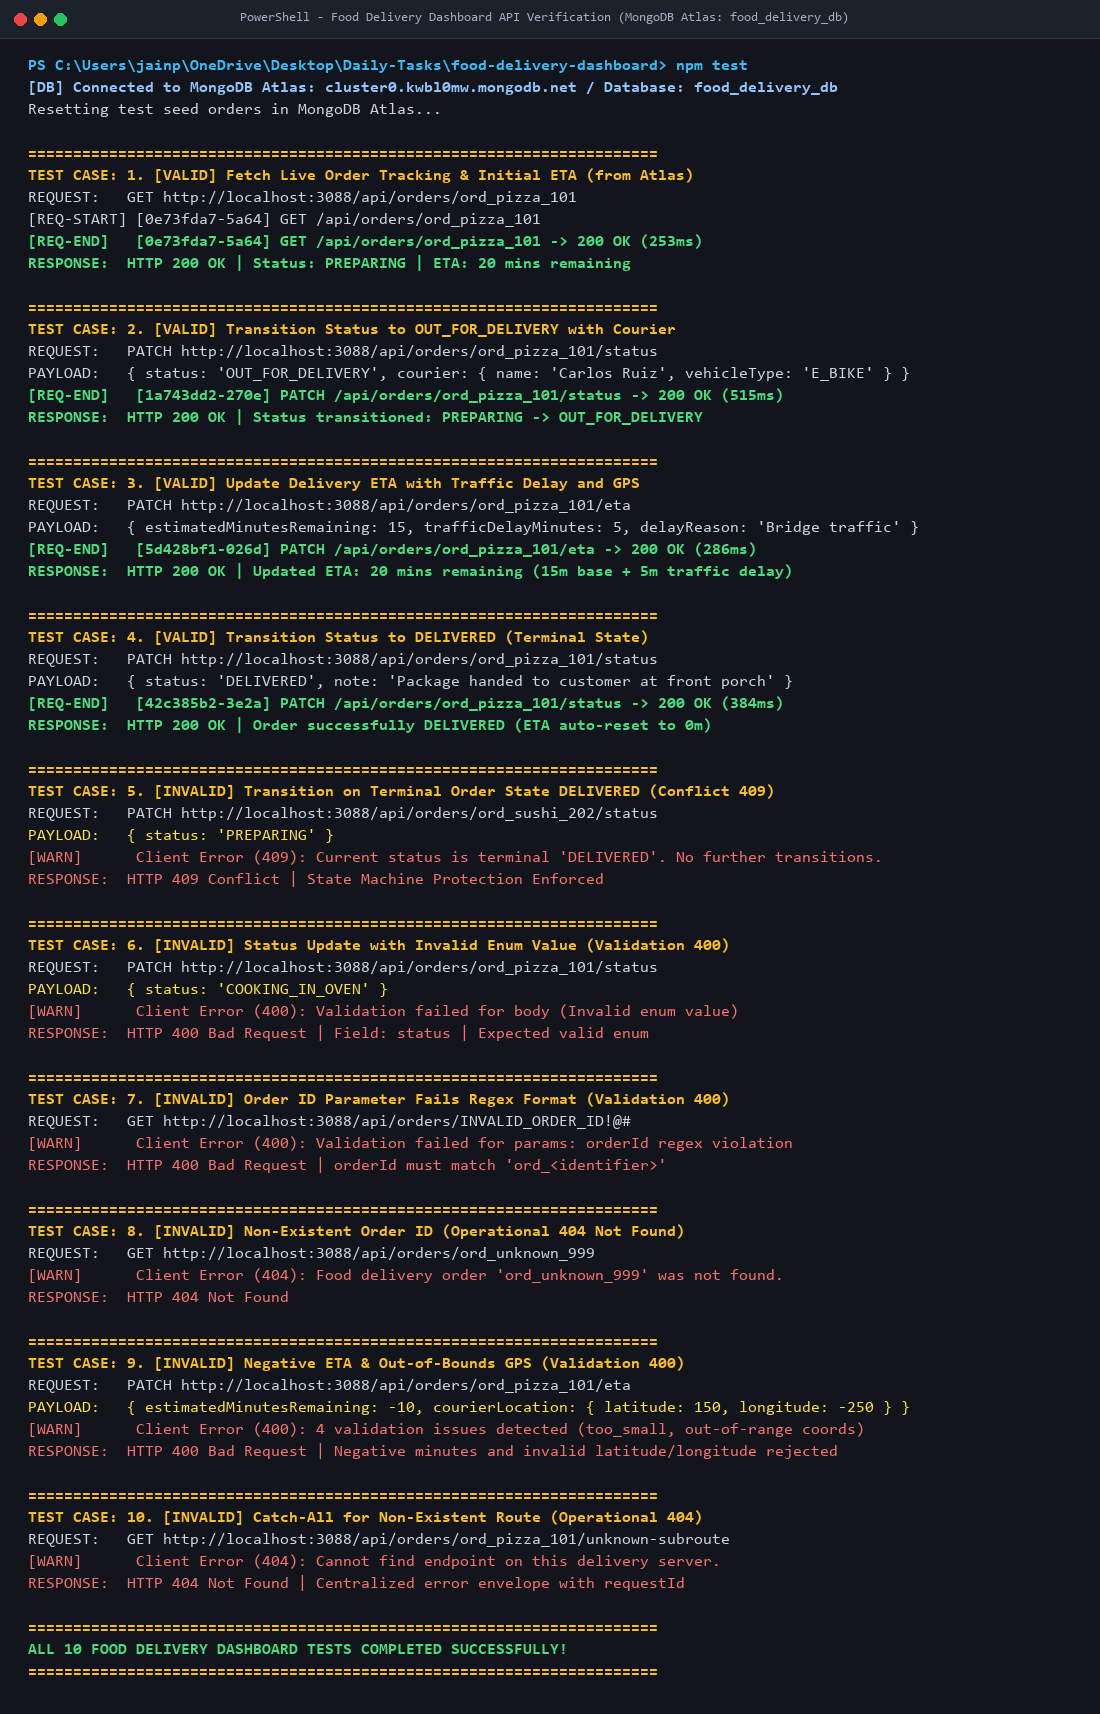 PowerShell - Food Delivery Dashboard API Verification (MongoDB Atlas: food_delivery_db)
PS C:\Users\jainp\OneDrive\Desktop\Daily-Tasks\food-delivery-dashboard> npm test
[DB] Connected to MongoDB Atlas: cluster0.kwbl0mw.mongodb.net / Database: food_delivery_db
Resetting test seed orders in MongoDB Atlas...
======================================================================
TEST CASE: 1. [VALID] Fetch Live Order Tracking & Initial ETA (from Atlas)
REQUEST:   GET http://localhost:3088/api/orders/ord_pizza_101
[REQ-START] [0e73fda7-5a64] GET /api/orders/ord_pizza_101
[REQ-END]   [0e73fda7-5a64] GET /api/orders/ord_pizza_101 -> 200 OK (253ms)
RESPONSE:  HTTP 200 OK | Status: PREPARING | ETA: 20 mins remaining
======================================================================
TEST CASE: 2. [VALID] Transition Status to OUT_FOR_DELIVERY with Courier
REQUEST:   PATCH http://localhost:3088/api/orders/ord_pizza_101/status
PAYLOAD:   { status: 'OUT_FOR_DELIVERY', courier: { name: 'Carlos Ruiz', vehicleType: 'E_BIKE' } }
[REQ-END]   [1a743dd2-270e] PATCH /api/orders/ord_pizza_101/status -> 200 OK (515ms)
RESPONSE:  HTTP 200 OK | Status transitioned: PREPARING -> OUT_FOR_DELIVERY
======================================================================
TEST CASE: 3. [VALID] Update Delivery ETA with Traffic Delay and GPS
REQUEST:   PATCH http://localhost:3088/api/orders/ord_pizza_101/eta
PAYLOAD:   { estimatedMinutesRemaining: 15, trafficDelayMinutes: 5, delayReason: 'Bridge traffic' }
[REQ-END]   [5d428bf1-026d] PATCH /api/orders/ord_pizza_101/eta -> 200 OK (286ms)
RESPONSE:  HTTP 200 OK | Updated ETA: 20 mins remaining (15m base + 5m traffic delay)
======================================================================
TEST CASE: 4. [VALID] Transition Status to DELIVERED (Terminal State)
REQUEST:   PATCH http://localhost:3088/api/orders/ord_pizza_101/status
PAYLOAD:   { status: 'DELIVERED', note: 'Package handed to customer at front porch' }
[REQ-END]   [42c385b2-3e2a] PATCH /api/orders/ord_pizza_101/status -> 200 OK (384ms)
RESPONSE:  HTTP 200 OK | Order successfully DELIVERED (ETA auto-reset to 0m)
======================================================================
TEST CASE: 5. [INVALID] Transition on Terminal Order State DELIVERED (Conflict 409)
REQUEST:   PATCH http://localhost:3088/api/orders/ord_sushi_202/status
PAYLOAD:   { status: 'PREPARING' }
[WARN]      Client Error (409): Current status is terminal 'DELIVERED'. No further transitions.
RESPONSE:  HTTP 409 Conflict | State Machine Protection Enforced
======================================================================
TEST CASE: 6. [INVALID] Status Update with Invalid Enum Value (Validation 400)
REQUEST:   PATCH http://localhost:3088/api/orders/ord_pizza_101/status
PAYLOAD:   { status: 'COOKING_IN_OVEN' }
[WARN]      Client Error (400): Validation failed for body (Invalid enum value)
RESPONSE:  HTTP 400 Bad Request | Field: status | Expected valid enum
======================================================================
TEST CASE: 7. [INVALID] Order ID Parameter Fails Regex Format (Validation 400)
REQUEST:   GET http://localhost:3088/api/orders/INVALID_ORDER_ID!@#
[WARN]      Client Error (400): Validation failed for params: orderId regex violation
RESPONSE:  HTTP 400 Bad Request | orderId must match 'ord_<identifier>'
======================================================================
TEST CASE: 8. [INVALID] Non-Existent Order ID (Operational 404 Not Found)
REQUEST:   GET http://localhost:3088/api/orders/ord_unknown_999
[WARN]      Client Error (404): Food delivery order 'ord_unknown_999' was not found.
RESPONSE:  HTTP 404 Not Found
======================================================================
TEST CASE: 9. [INVALID] Negative ETA & Out-of-Bounds GPS (Validation 400)
REQUEST:   PATCH http://localhost:3088/api/orders/ord_pizza_101/eta
PAYLOAD:   { estimatedMinutesRemaining: -10, courierLocation: { latitude: 150, longitude: -250 } }
[WARN]      Client Error (400): 4 validation issues detected (too_small, out-of-range coords)
RESPONSE:  HTTP 400 Bad Request | Negative minutes and invalid latitude/longitude rejected
======================================================================
TEST CASE: 10. [INVALID] Catch-All for Non-Existent Route (Operational 404)
REQUEST:   GET http://localhost:3088/api/orders/ord_pizza_101/unknown-subroute
[WARN]      Client Error (404): Cannot find endpoint on this delivery server.
RESPONSE:  HTTP 404 Not Found | Centralized error envelope with requestId
======================================================================
ALL 10 FOOD DELIVERY DASHBOARD TESTS COMPLETED SUCCESSFULLY!
======================================================================